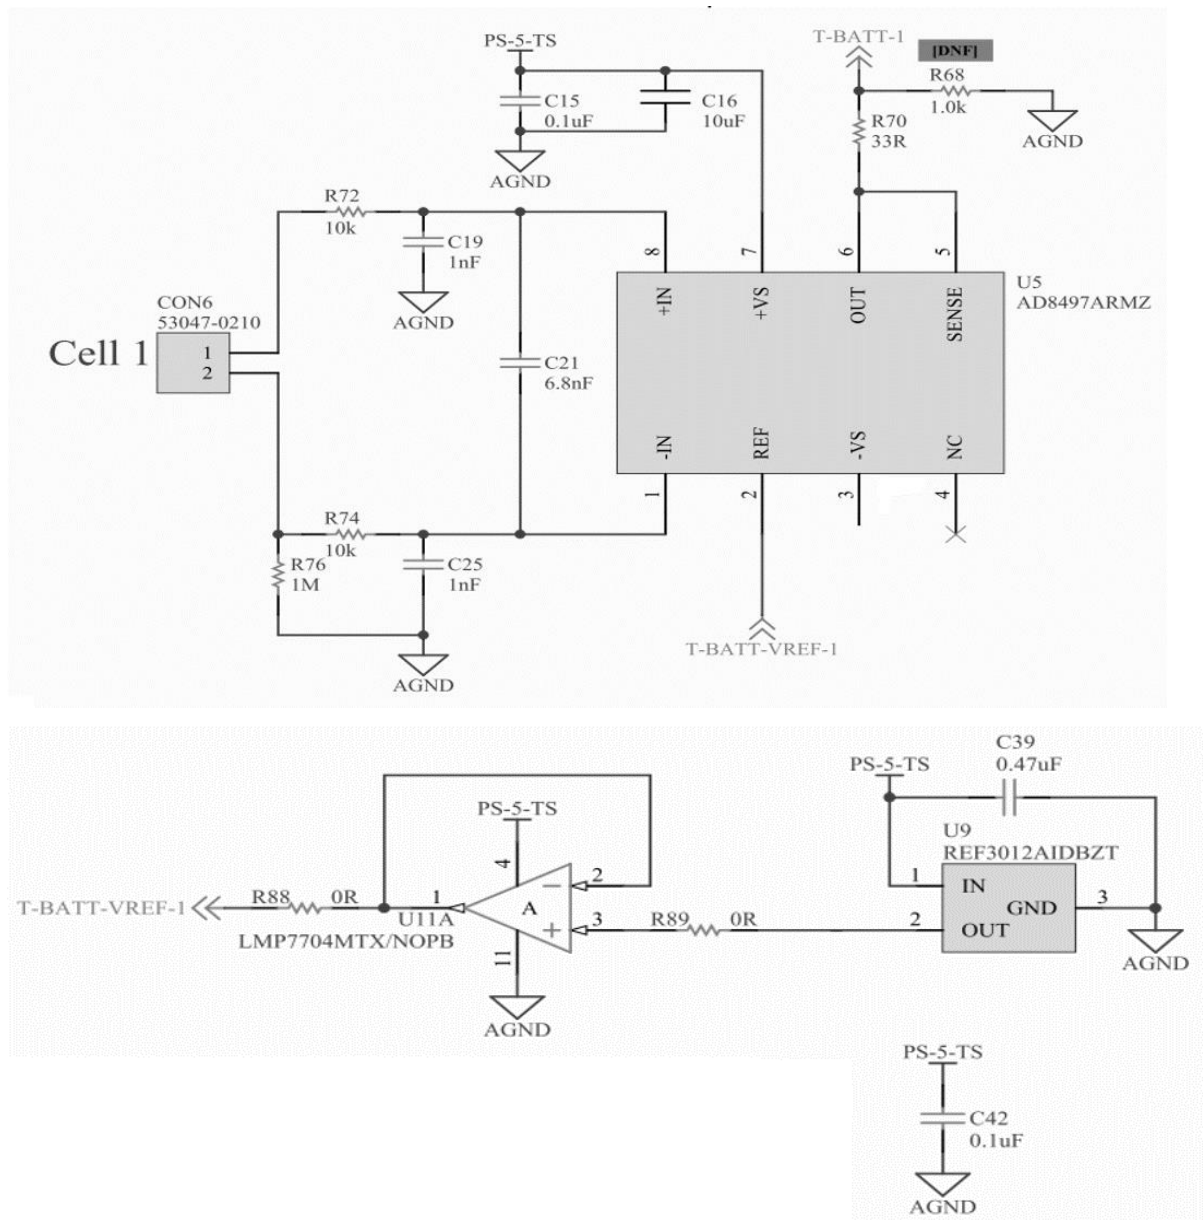 PS-5-TS
C15
0.1uF
C16
10uF
AGND
T-BATT-1
[DNF]
R68
1.0k
AGND
R70
33R
R72
10k
C19
1nF
AGND
CON6
53047-0210
Cell 1
1
2
C21
6.8nF
8
7
6
5
+IN
+VS
OUT
SENSE
U5
AD8497ARMZ
-IN
REF
-VS
NC
1
2
3
4
R74
10k
R76
1M
C25
1nF
AGND
T-BATT-VREF-1
C39
0.47uF
PS-5-TS
U9
REF3012AIDBZT
1
IN
GND
3
2
OUT
AGND
PS-5-TS
4
2
T-BATT-VREF-1
R88
0R
1
U11A
A
3
R89
0R
LMP7704MTX/NOPB
11
AGND
PS-5-TS
C42
0.1uF
AGND